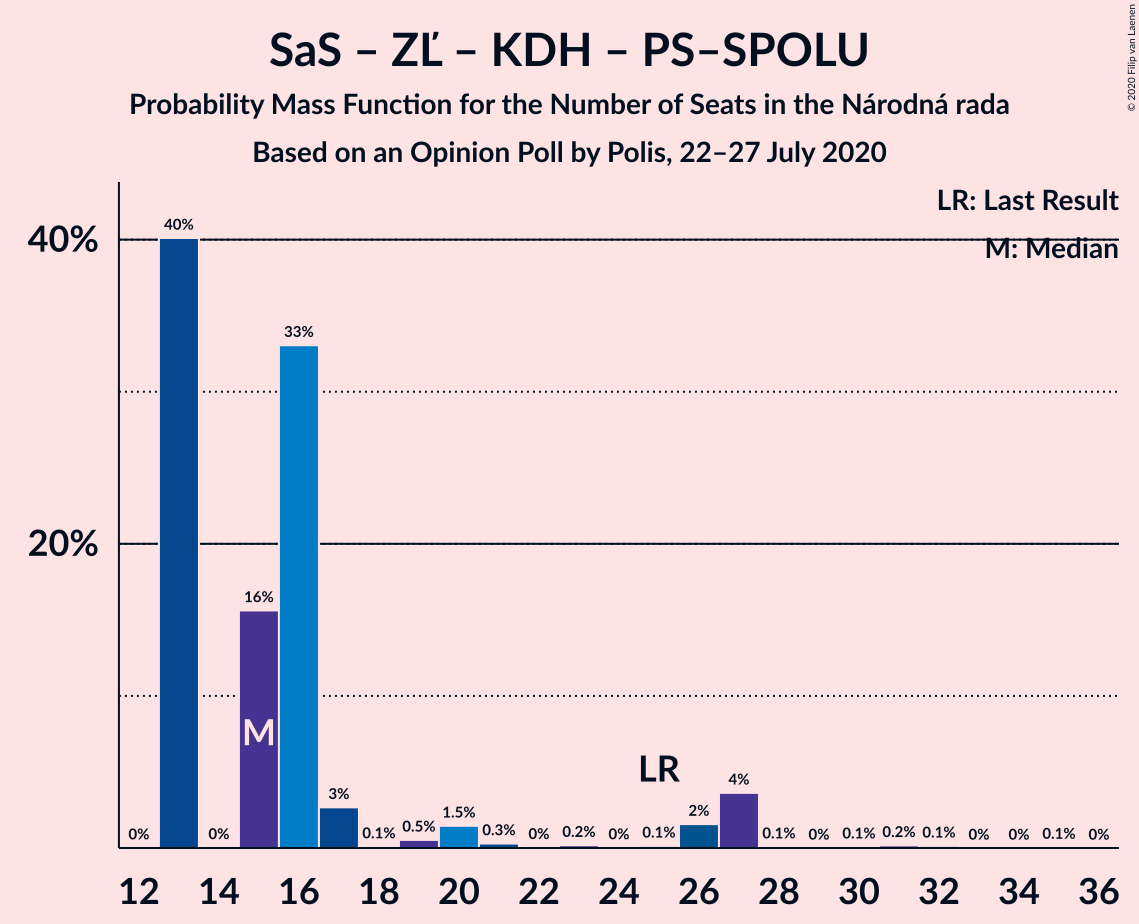 SaS – ZĽ – KDH – PS–SPOLU
Probability Mass Function for the Number of Seats in the Národná rada
Based on an Opinion Poll by Polis, 22–27 July 2020
© 2020 Filip van Laenen
LR: Last Result
M: Median
40%
20%
0% 40% 0% 16% 33% 3% 0.1% 0.5% 1.5% 0.3% 0% 0.2% 0% 0.1% 2% 4% 0.1% 0% 0.1% 0.2% 0.1% 0% 0% 0.1% 0%
M
LR
12 14 16 18 20 22 24 26 28 30 32 34 36